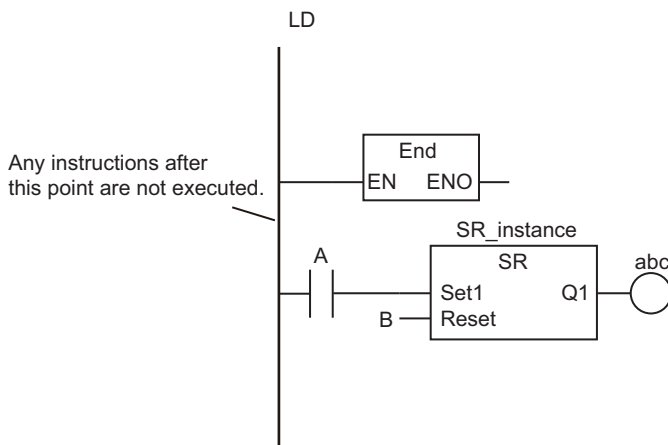 LD
End
EN ENO
Any instructions after
this point are not executed.
SR_instance
A
SR
abc
Set1 Q1
B Reset